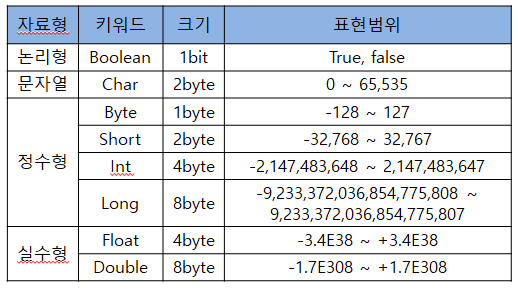 자료형 키워드 크기 표현범위
논리형 Boolean 1bit True, false
문자열 Char 2byte 0 ~ 65,535
정수형 Byte 1byte -128 ~ 127
Short 2byte -32,768 ~ 32,767
Int 4byte -2,147,483,648 ~ 2,147,483,647
Long 8byte -9,233,372,036,854,775,808 ~
9,233,372,036,854,775,807
실수형 Float 4byte -3.4E38 ~ +3.4E38
Double 8byte -1.7E308 ~ +1.7E308